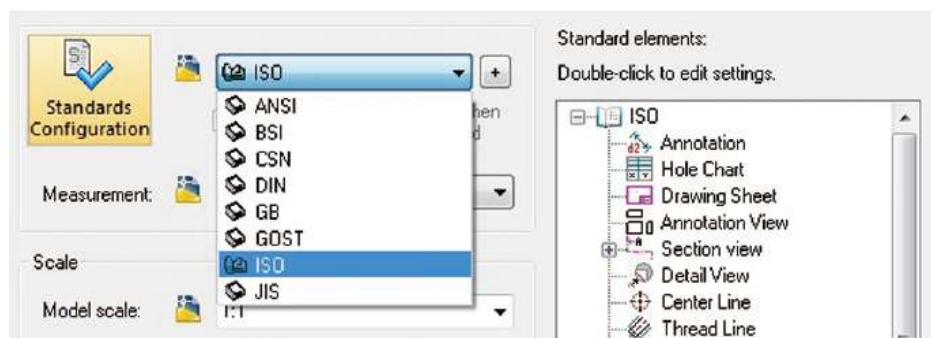 Standards
Configuration
ISO
hen
d
ANSI
BSI
CSN
DIN
GB
GOST
ISO
JIS
Measurement:
Scale
Model scale:
1:1
Standard elements:
Double-click to edit settings.
ISO
Annotation
Hole Chart
Drawing Sheet
Annotation View
Section view
Detail View
Center Line
Thread Line